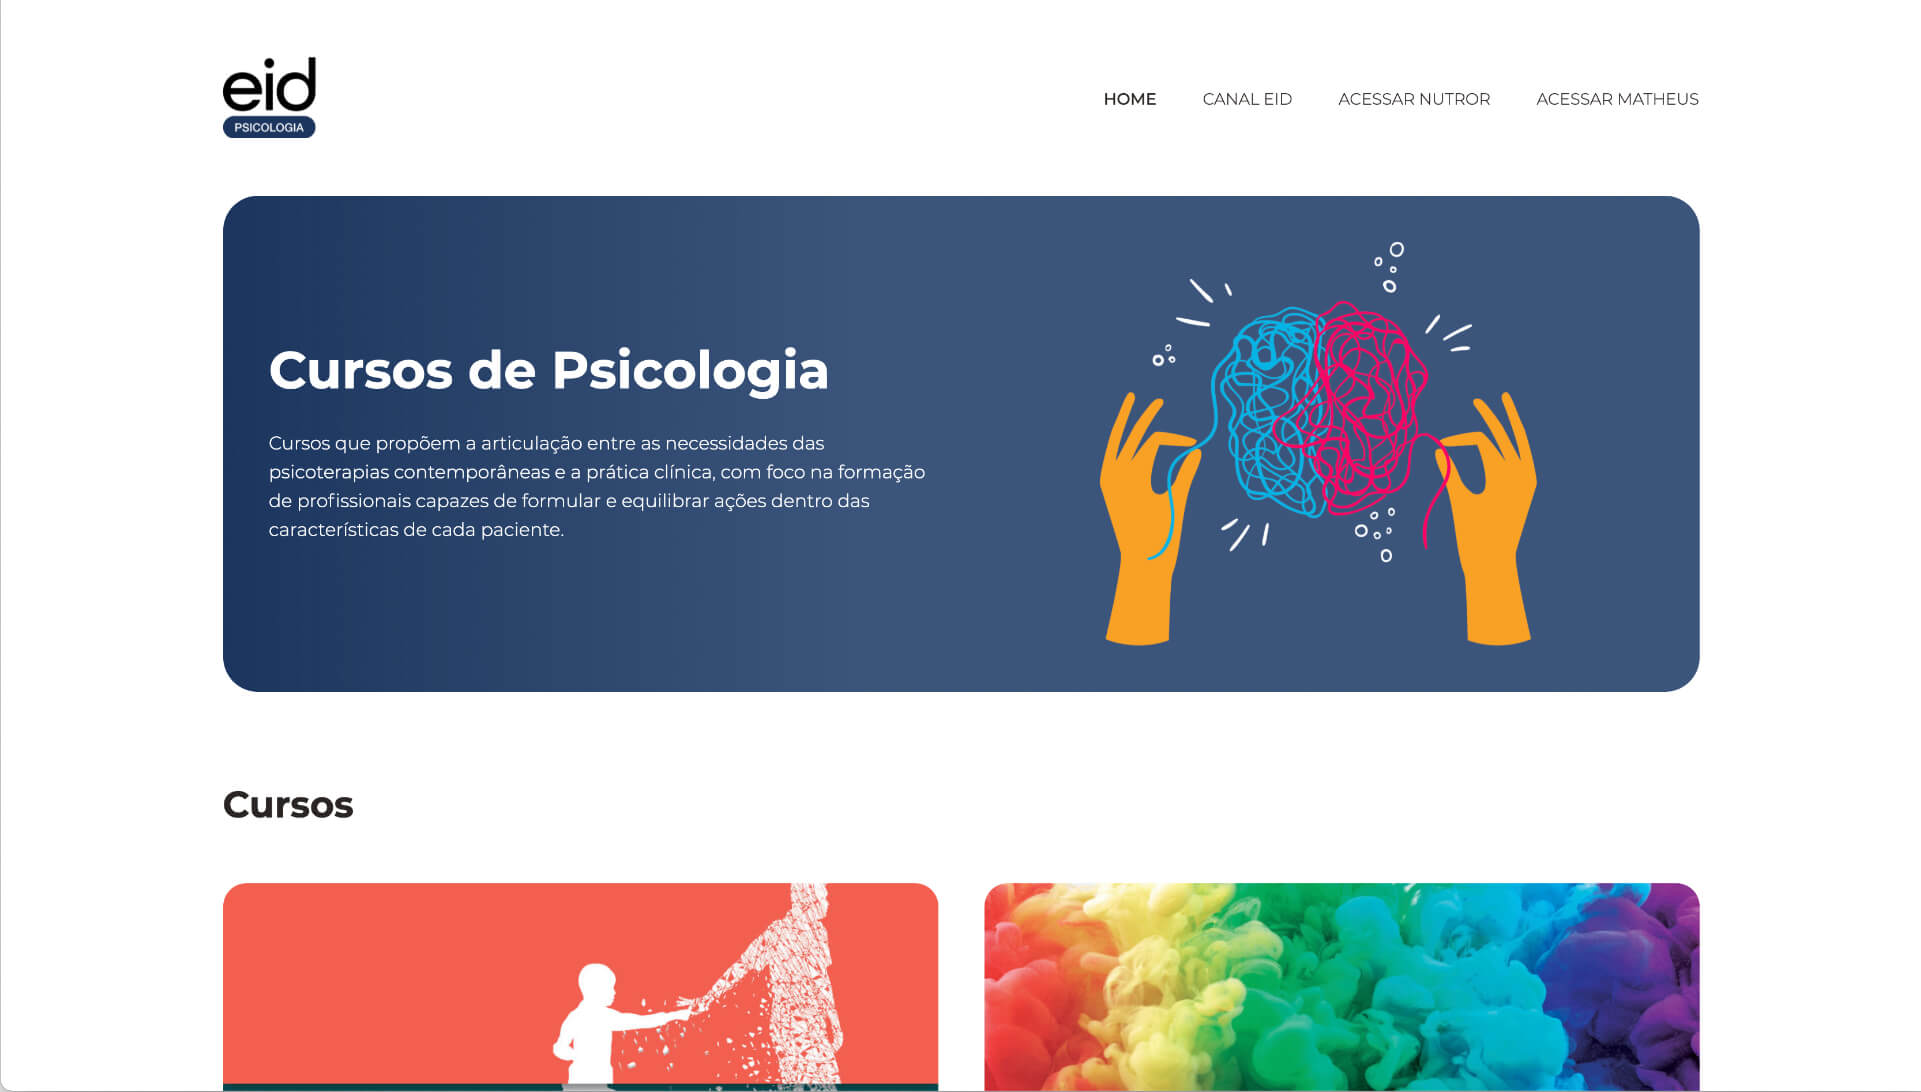 eid
PSICOLOGIA
HOME CANAL EID ACESSAR NUTROR ACESSAR MATHEUS
Cursos de Psicologia
Cursos que propõem a articulação entre as necessidades das
psicoterapias contemporâneas e a prática clínica, com foco na formação
de profissionais capazes de formular e equilibrar ações dentro das
características de cada paciente.
Cursos